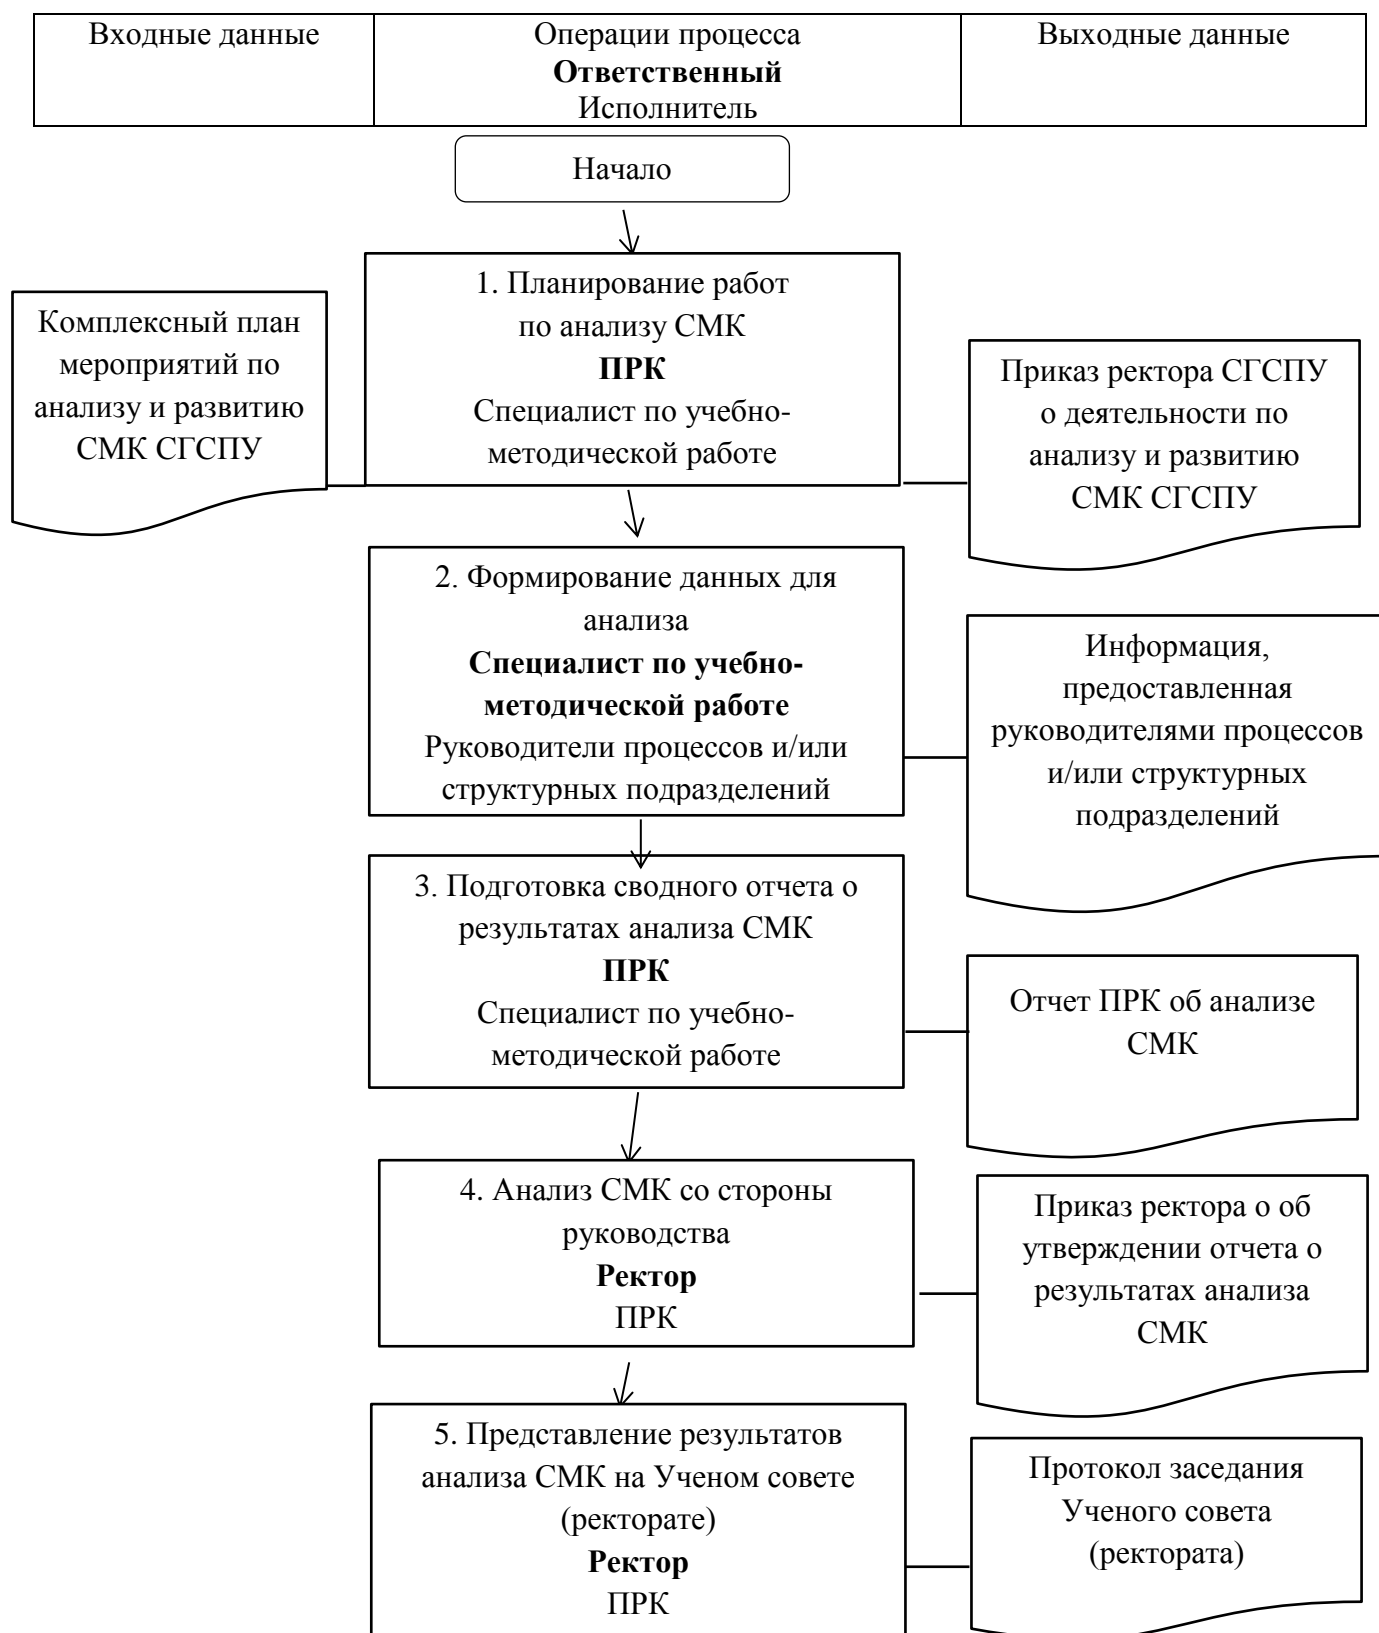 Входные данные
Операции процесса
Ответственный
Исполнитель
Выходные данные
Начало
1. Планирование работ
по анализу СМК
ПРК
Специалист по учебно-
методической работе
Комплексный план
мероприятий по
анализу и развитию
СМК СГСПУ
Приказ ректора СГСПУ
о деятельности по
анализу и развитию
СМК СГСПУ
2. Формирование данных для
анализа
Специалист по учебно-
методической работе
Руководители процессов и/или
структурных подразделений
Информация,
предоставленная
руководителями процессов
и/или структурных
подразделений
3. Подготовка сводного отчета о
результатах анализа СМК
ПРК
Специалист по учебно-
методической работе
Отчет ПРК об анализе
СМК
4. Анализ СМК со стороны
руководства
Ректор
ПРК
Приказ ректора о об
утверждении отчета о
результатах анализа
СМК
5. Представление результатов
анализа СМК на Ученом совете
(ректорате)
Ректор
ПРК
Протокол заседания
Ученого совета
(ректората)